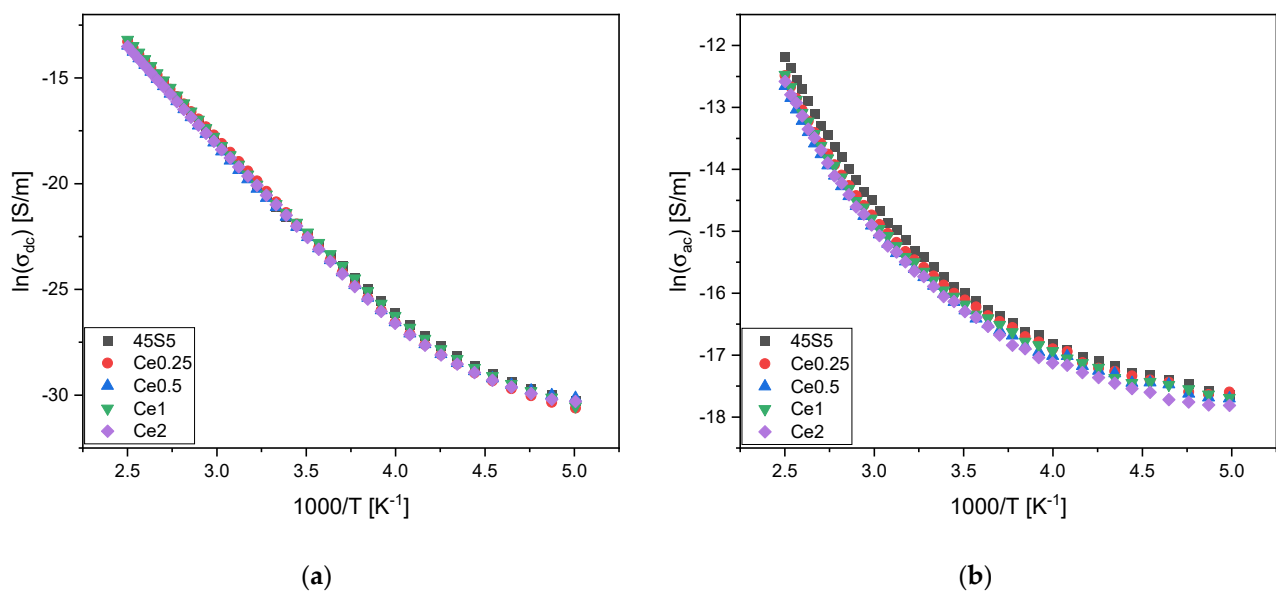 -15
-20
-25
-30
ln(σdc) [S/m]
45S5
Ce0.25
Ce0.5
Ce1
Ce2
2.5 3.0 3.5 4.0 4.5 5.0
1000/T [K-1]
(a)
-12
-13
-14
-15
-16
-17
-18
ln(σac) [S/m]
45S5
Ce0.25
Ce0.5
Ce1
Ce2
2.5 3.0 3.5 4.0 4.5 5.0
1000/T [K-1]
(b)